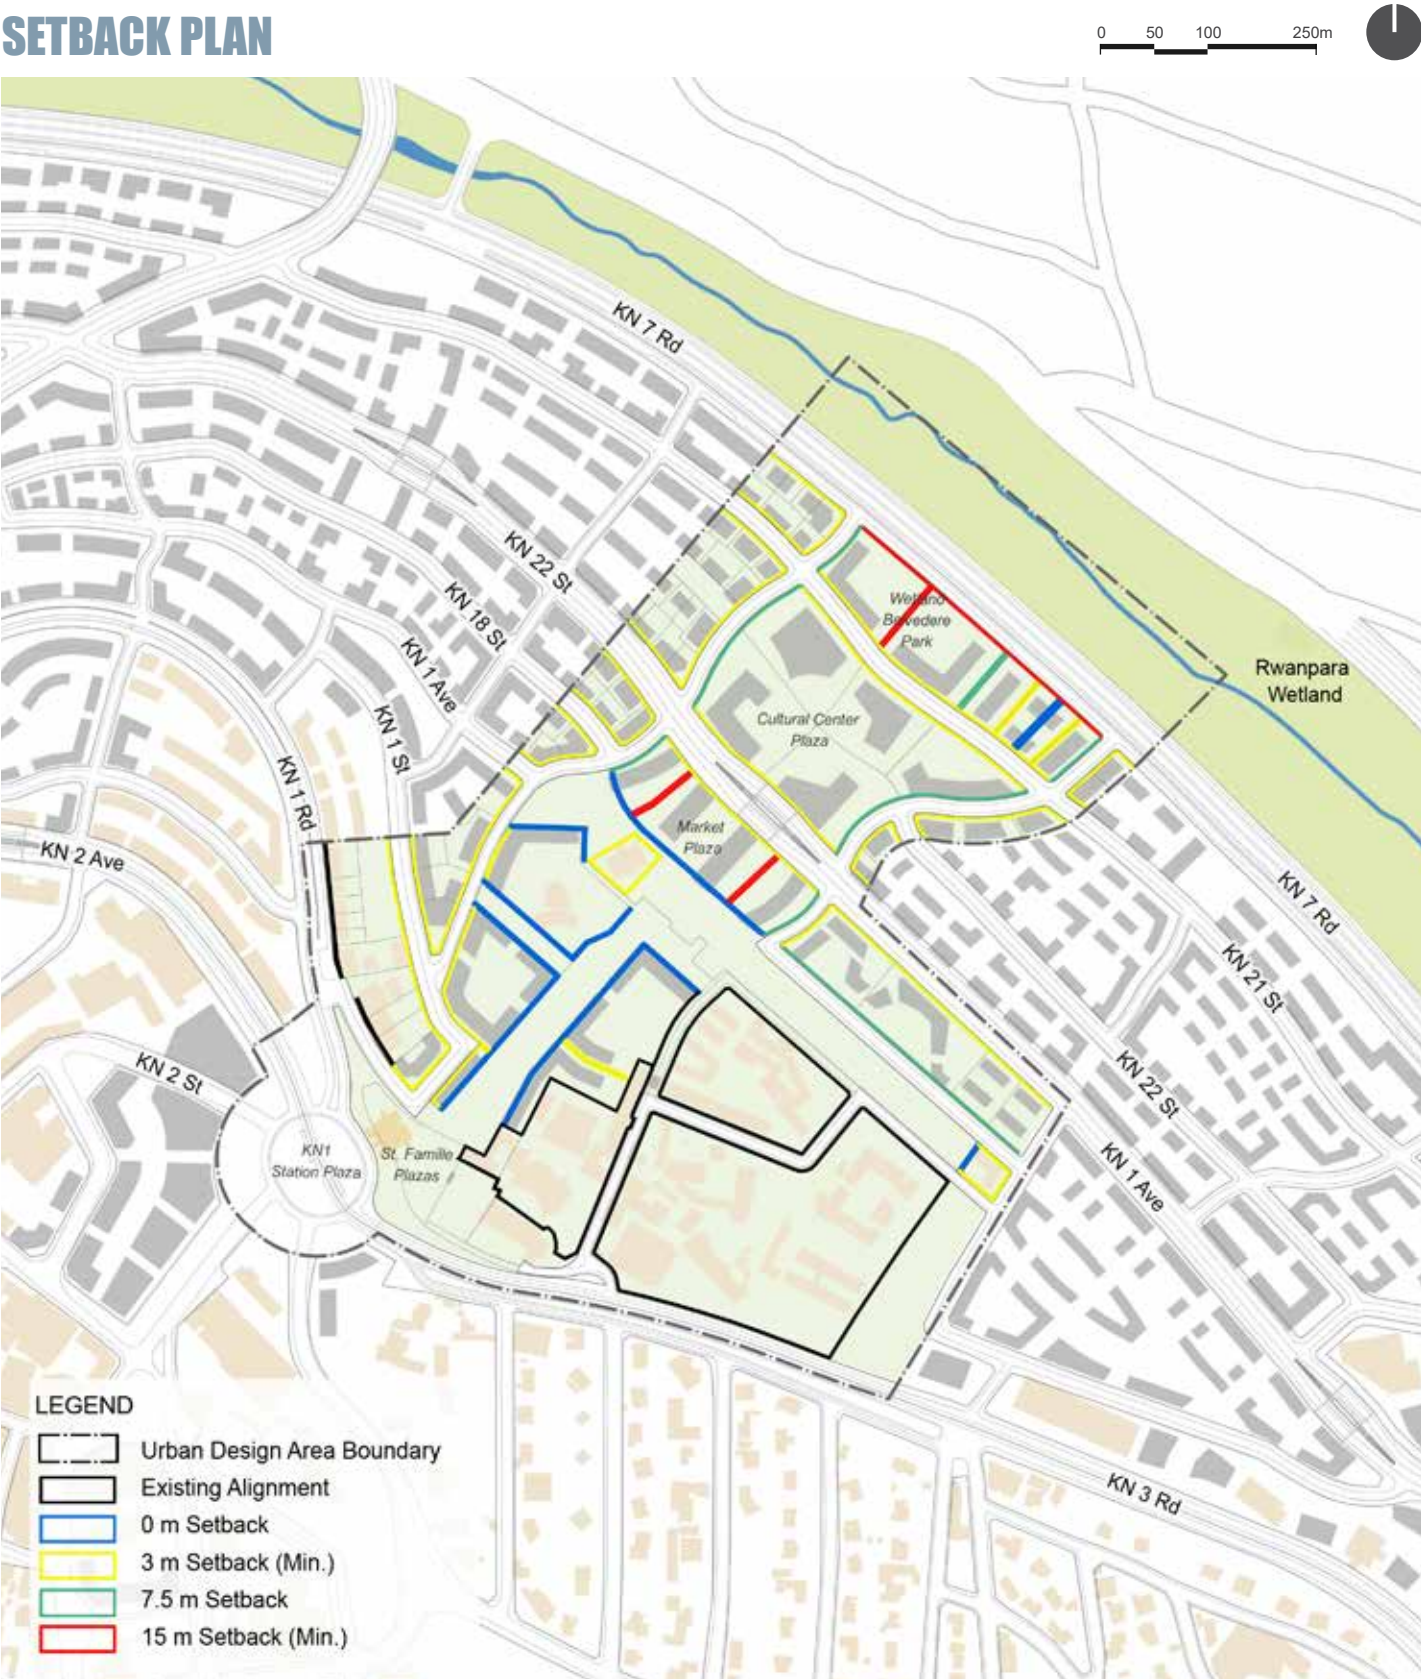 SETBACK PLAN
0 50 100 250m
KN 7 Rd
KN 22 St
KN 18 St
KN 1 Ave
KN 1 St
KN 1 Rd
KN 2 Ave
KN 2 St
Wetland
Belvedere
Park
Rwanpara
Wetland
Cultural Center
Plaza
Market
Plaza
KN 7 Rd
KN 21 St
KN 22 St
KN 1 Ave
KN1
Station Plaza
St. Famille
Plazas
KN 3 Rd
LEGEND
Urban Design Area Boundary
Existing Alignment
0 m Setback
3 m Setback (Min.)
7.5 m Setback
15 m Setback (Min.)